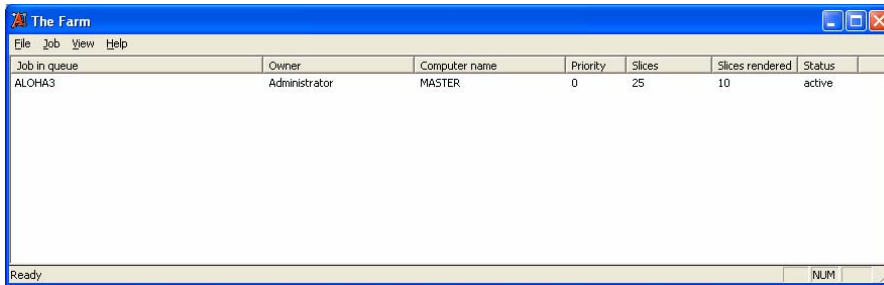 The Farm
File Job View Help
Job in queue Owner Computer name Priority Slices Slices rendered Status
ALOHA3 Administrator MASTER 0 25 10 active
Ready NUM